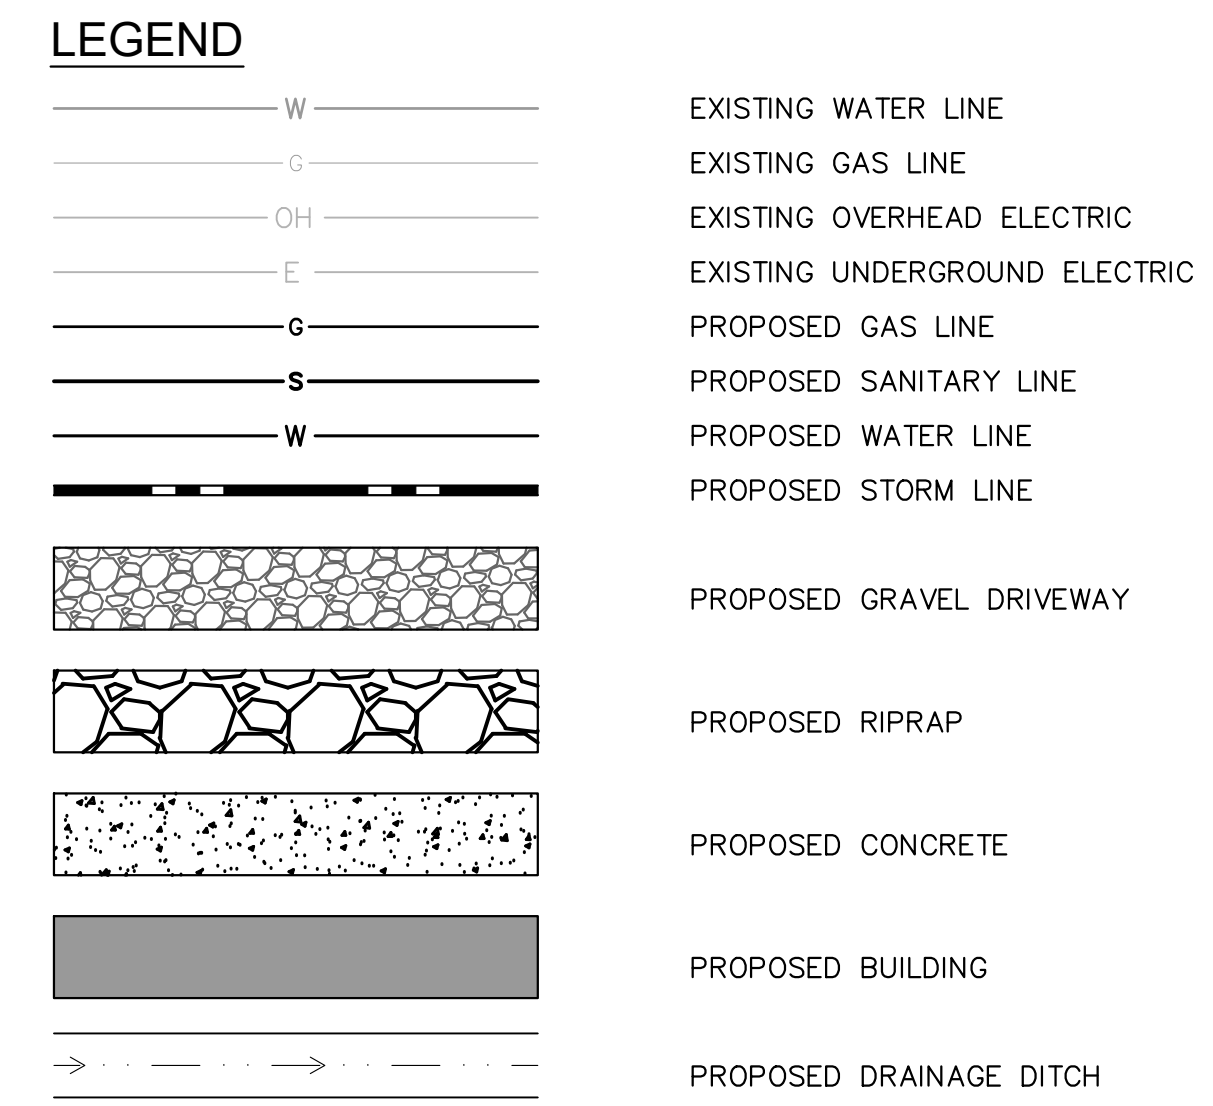 LEGEND
W EXISTING WATER LINE
G EXISTING GAS LINE
OH EXISTING OVERHEAD ELECTRIC
E EXISTING UNDERGROUND ELECTRIC
G PROPOSED GAS LINE
S PROPOSED SANITARY LINE
W PROPOSED WATER LINE
PROPOSED STORM LINE
PROPOSED GRAVEL DRIVEWAY
PROPOSED RIPRAP
PROPOSED CONCRETE
PROPOSED BUILDING
PROPOSED DRAINAGE DITCH